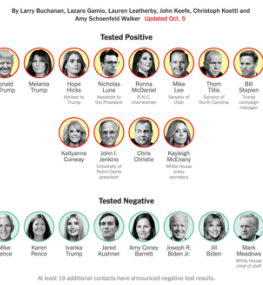 By Larry Buchanan, Lazaro Gamio, Lauren Leatherby, John Keefe, Christoph Koettl and
Amy Schoenfeld Walker Updated Oct. 5
Tested Positive
onald Melania Hope Nicholas Ronna Mike Thom Bill
rump Trump Hicks Luna McDaniel Lee Tillis Stepien
Adviser to Assistant to R.N.C. Senator of Senator of Trump
Trump the President chairwoman Utah North Carolina campaign
manager
Kellyanne John I. Chris Kayleigh
Conway Jenkins Christie McEnany
University of White House
Notre Dame press
president secretary
Tested Negative
Mike Karen Ivanka Jared Amy Coney Joseph R. Jill Mark
ence Pence Trump Kushner Barrett Biden Jr. Biden Meadows
White House
chief of staff
At least 19 additional contacts have announced negative test results.